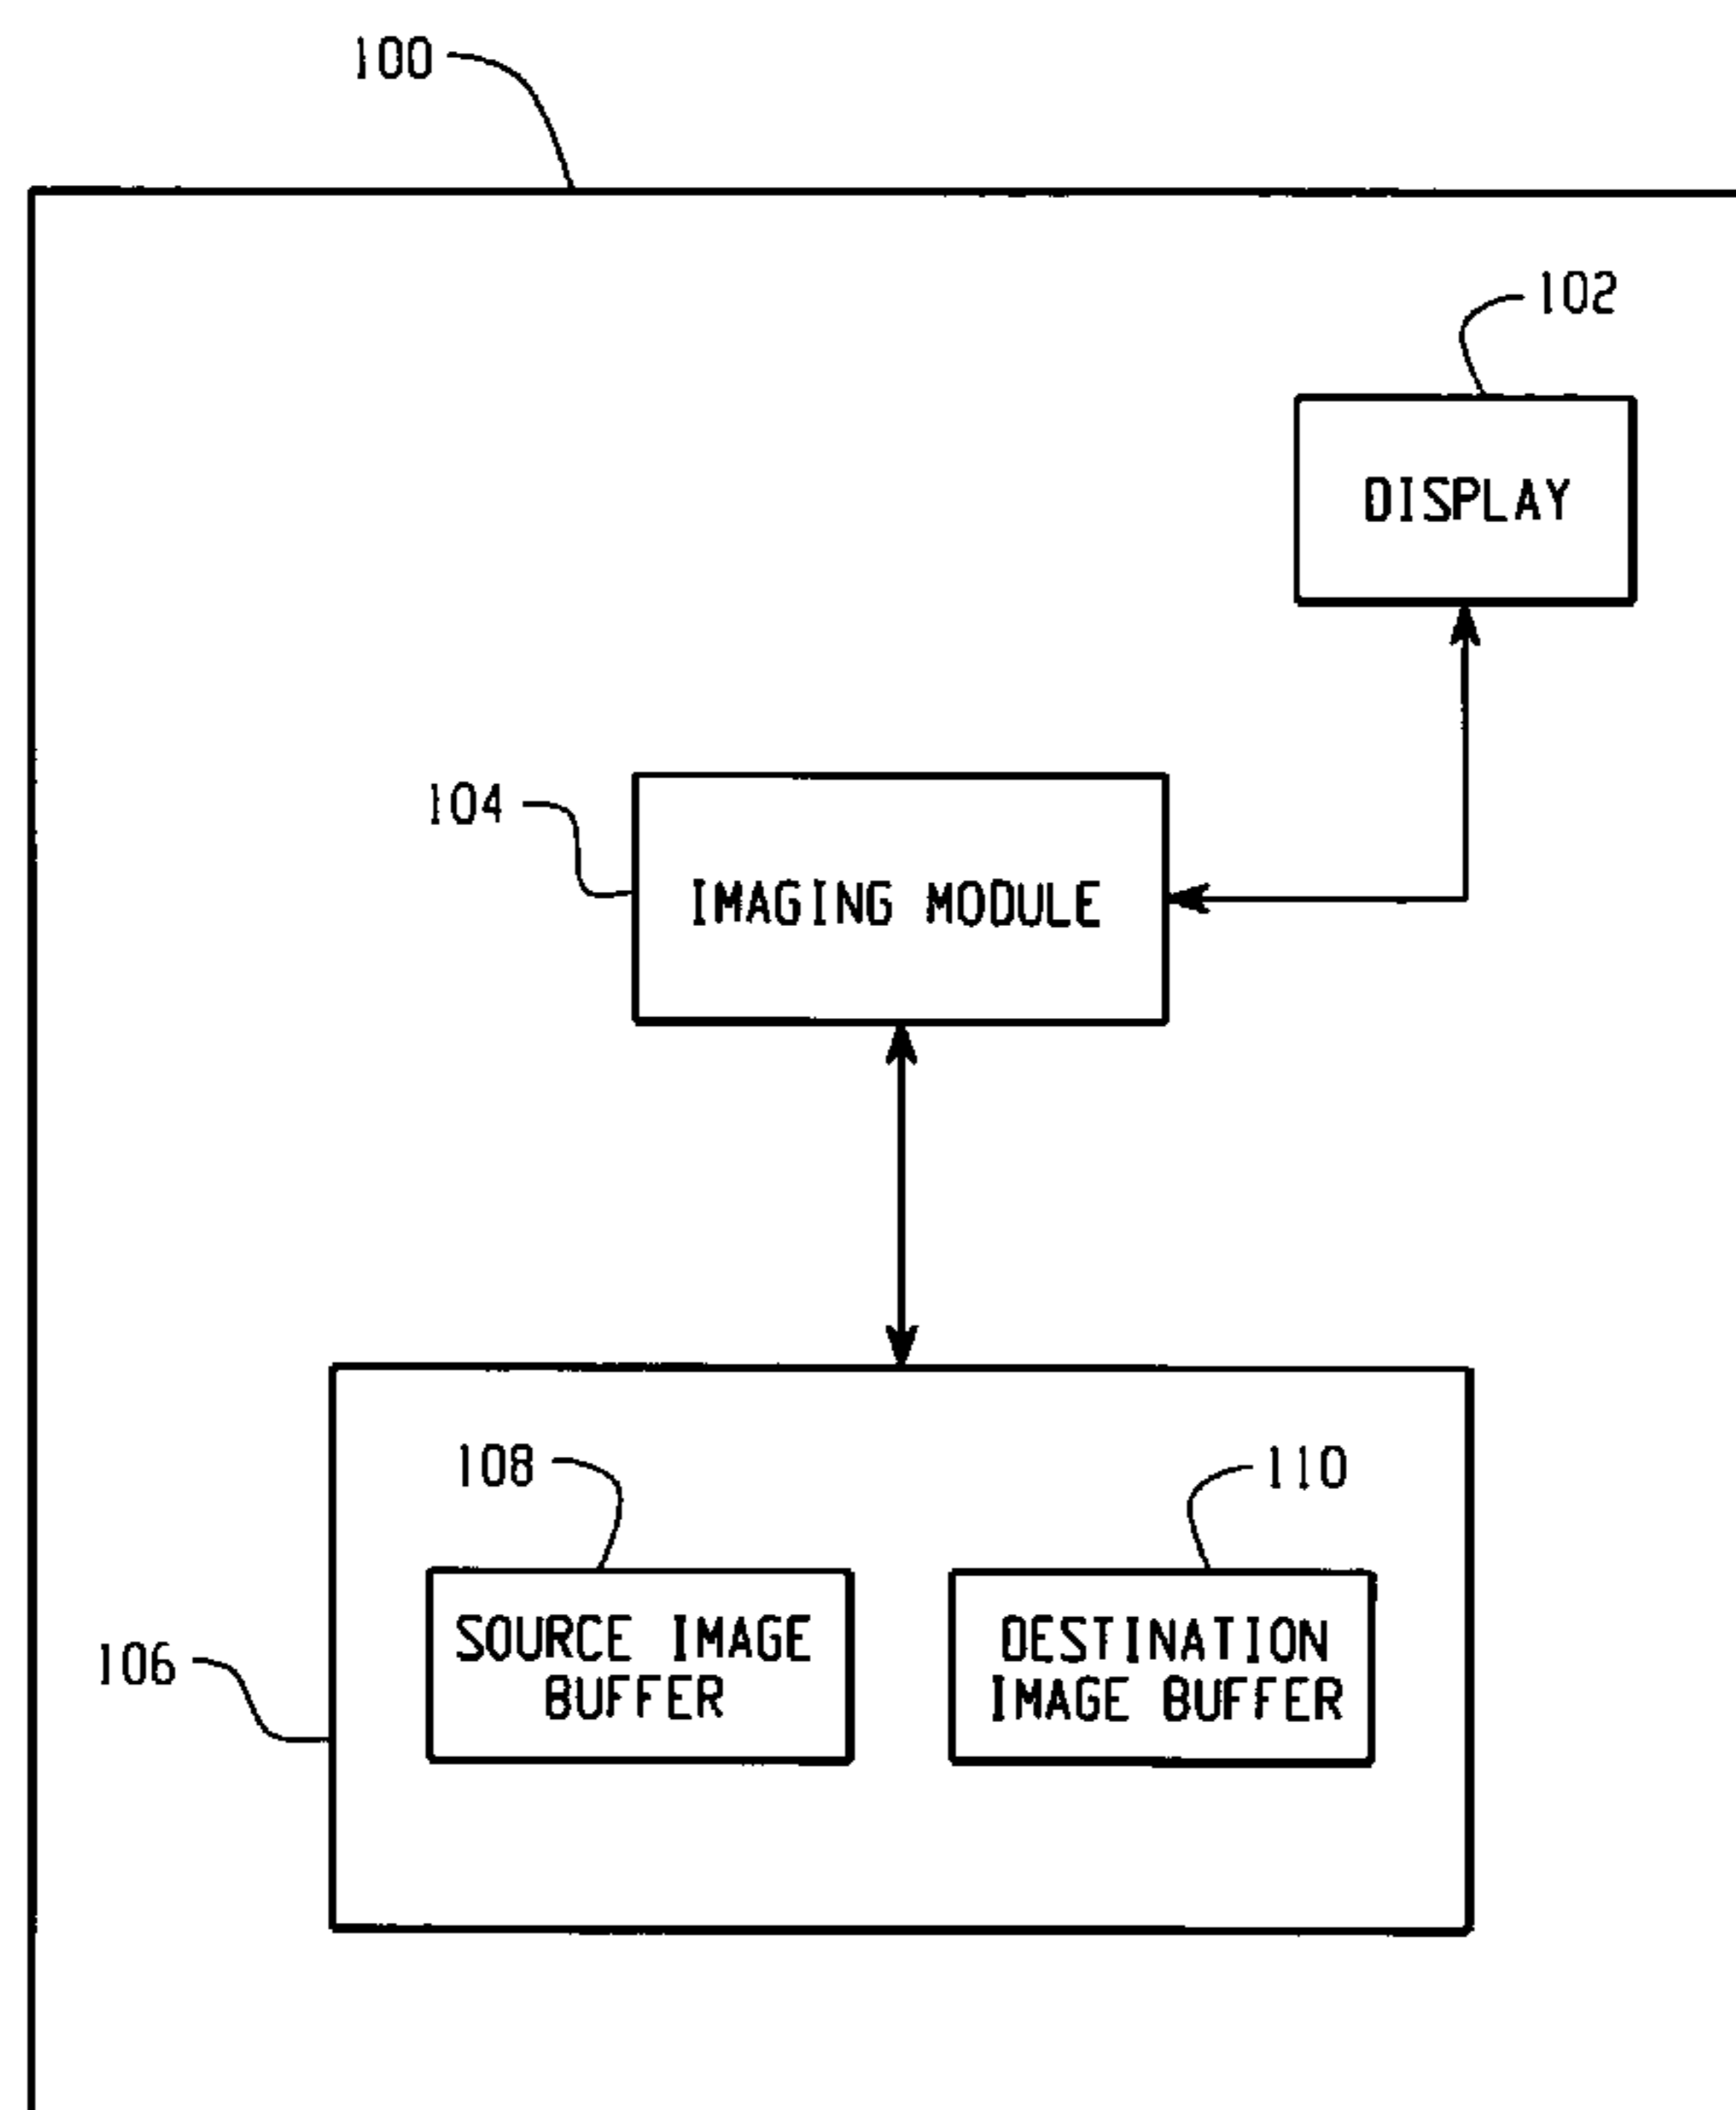 100
102
DISPLAY
104
IMAGING MODULE
108
110
SOURCE IMAGE
BUFFER
DESTINATION
IMAGE BUFFER
106